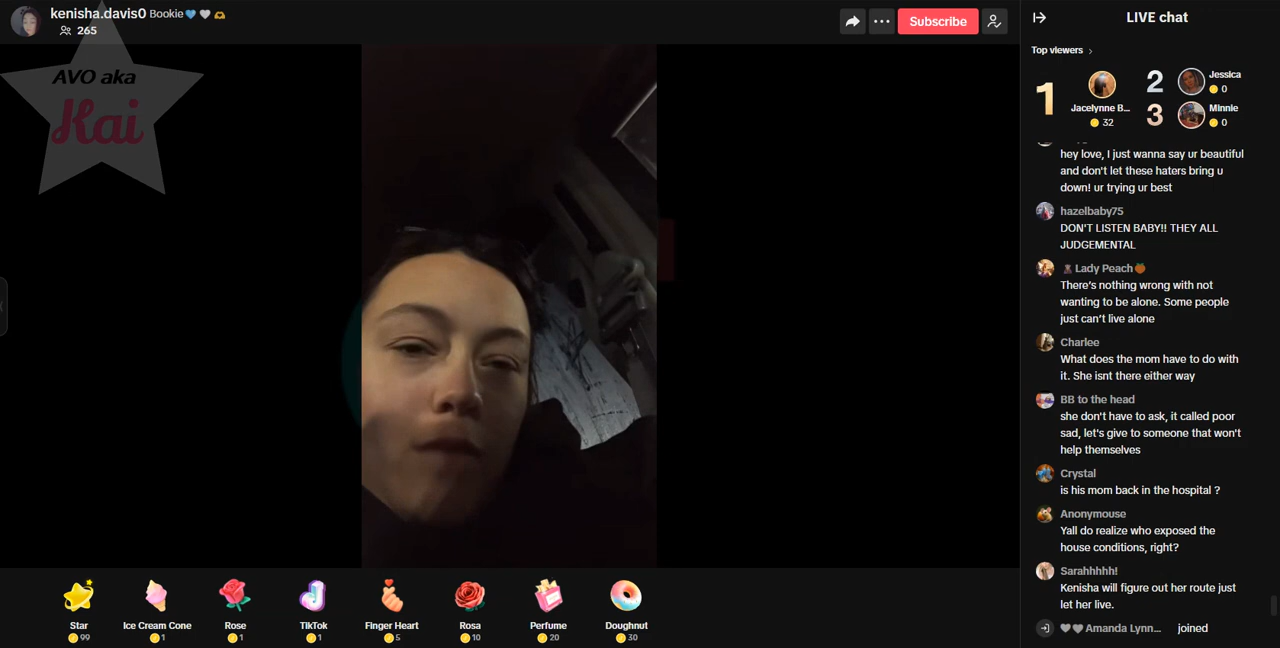 kenisha.davis0 Bookie💙🤍🫶
265
Subscribe
AVO aka
Kai
LIVE chat
Top viewers
1
Jacelynne B...
32
2
Jessica
0
3
Minnie
0
hey love, I just wanna say ur beautiful
and don't let these haters bring u
down! ur trying ur best
hazelbaby75
DON'T LISTEN BABY!! THEY ALL
JUDGEMENTAL
Lady Peach🍑
There's nothing wrong with not
wanting to be alone. Some people
just can't live alone
Charlee
What does the mom have to do with
it. She isnt there either way
BB to the head
she don't have to ask, it called poor
sad, let's give to someone that won't
help themselves
Crystal
is his mom back in the hospital ?
Anonymouse
Yall do realize who exposed the
house conditions, right?
Sarahhhhh!
Kenisha will figure out her route just
let her live.
Amanda Lynn... joined
Star
99
Ice Cream Cone
1
Rose
1
TikTok
1
Finger Heart
5
Rosa
10
Perfume
20
Doughnut
30